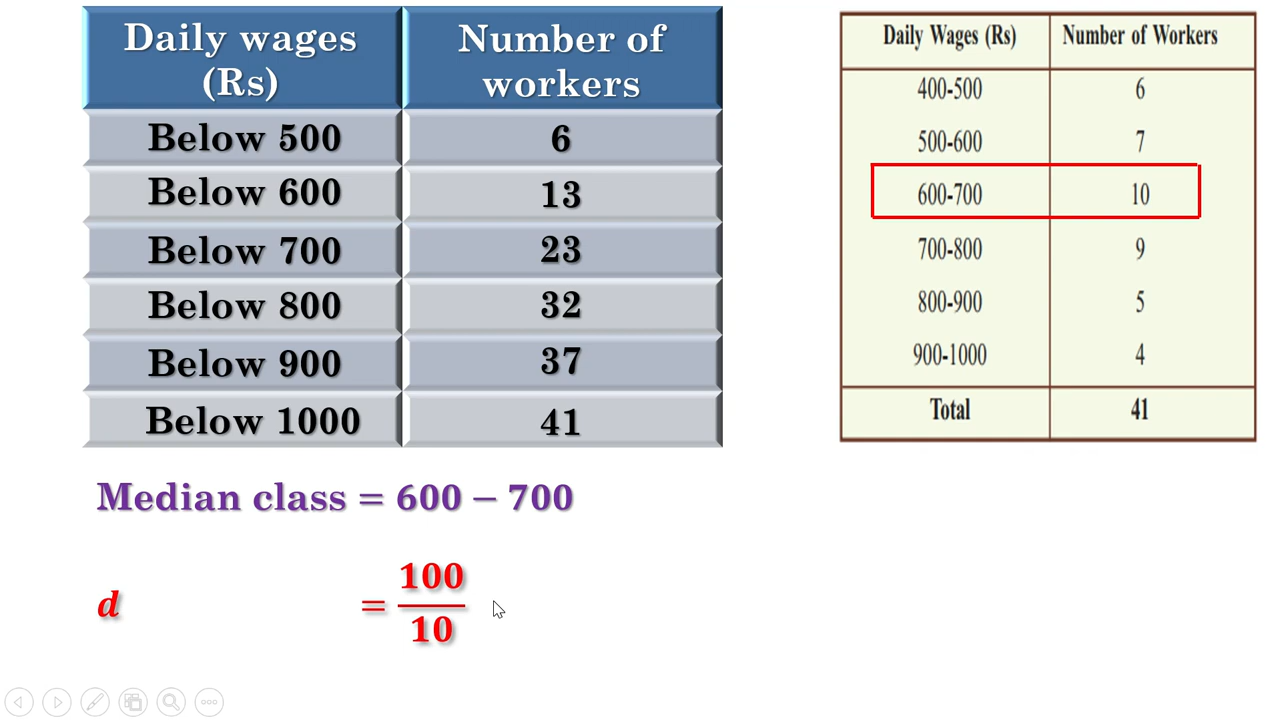 Daily wages (Rs) Number of workers
Below 500 6
Below 600 13
Below 700 23
Below 800 32
Below 900 37
Below 1000 41
Median class = 600 − 700
d = 100/10
Daily Wages (Rs) Number of Workers
400-500 6
500-600 7
600-700 10
700-800 9
800-900 5
900-1000 4
Total 41